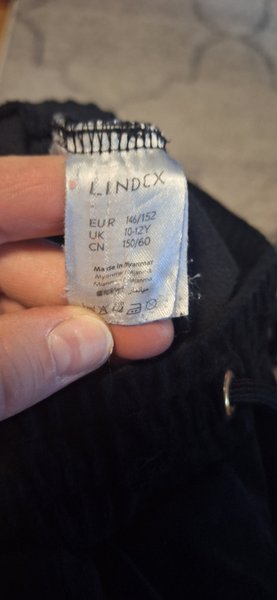 LINDEX
EUR 146/152
UK 10-12Y
CN 150/60
Made in Myanmar